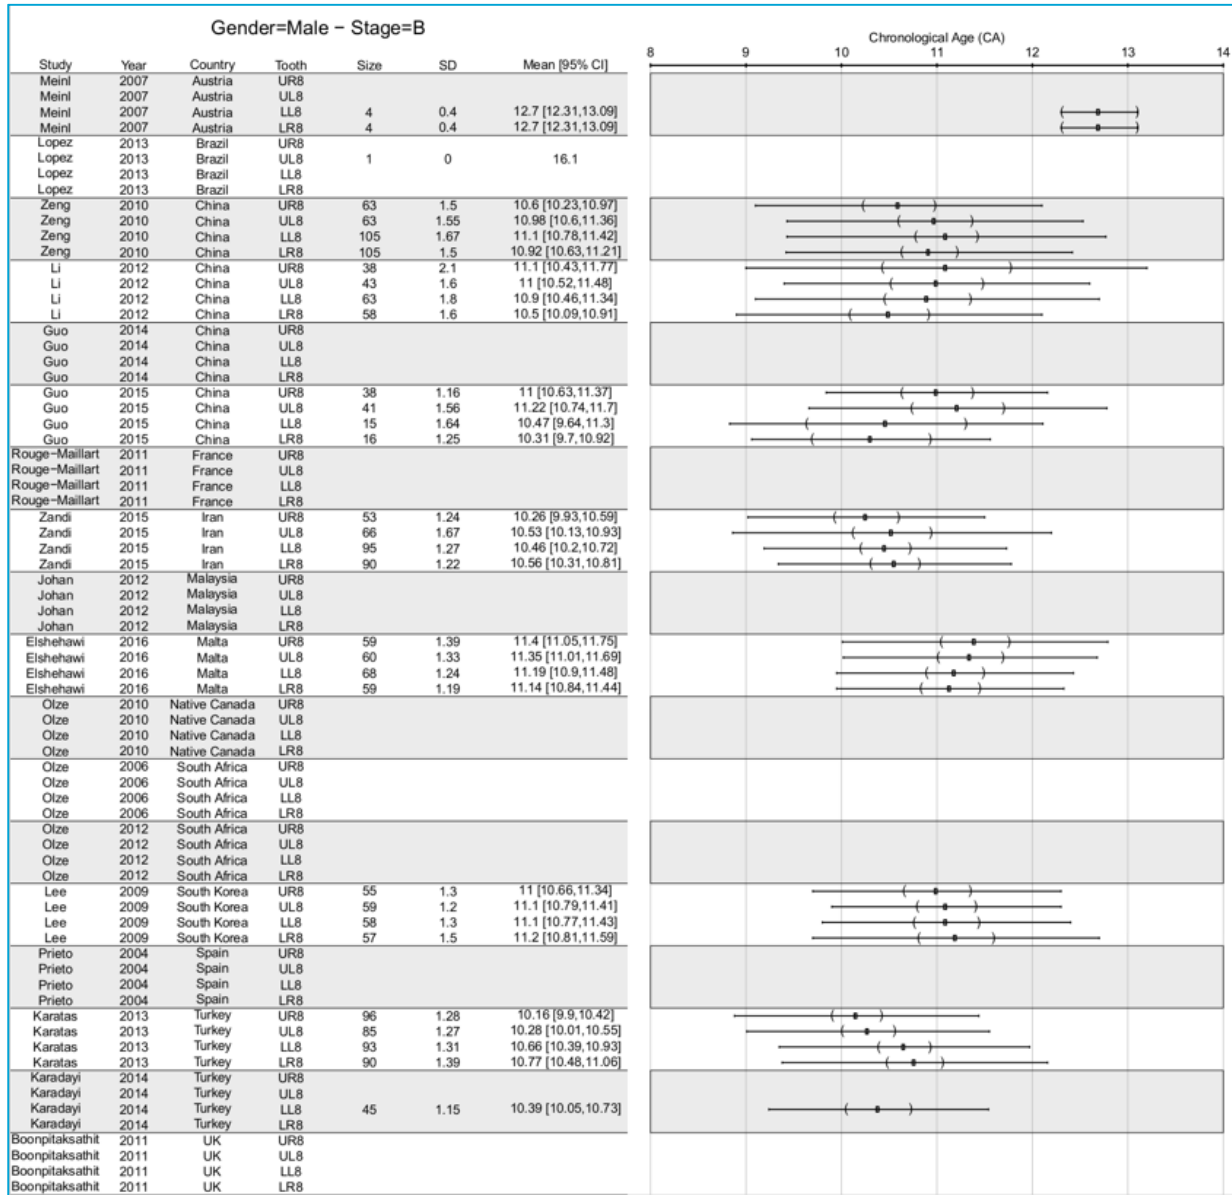 Gender=Male − Stage=B
Chronological Age (CA)
8 9 10 11 12 13 14
Study Year Country Tooth Size SD Mean [95% CI]
Meinl 2007 Austria UR8
Meinl 2007 Austria UL8
Meinl 2007 Austria LL8 4 0.4 12.7 [12.31,13.09]
Meinl 2007 Austria LR8 4 0.4 12.7 [12.31,13.09]
Lopez 2013 Brazil UR8
Lopez 2013 Brazil UL8 1 0 16.1
Lopez 2013 Brazil LL8
Lopez 2013 Brazil LR8
Zeng 2010 China UR8 63 1.5 10.6 [10.23,10.97]
Zeng 2010 China UL8 63 1.55 10.98 [10.6,11.36]
Zeng 2010 China LL8 105 1.67 11.1 [10.78,11.42]
Zeng 2010 China LR8 105 1.5 10.92 [10.63,11.21]
Li 2012 China UR8 38 2.1 11.1 [10.43,11.77]
Li 2012 China UL8 43 1.6 11 [10.52,11.48]
Li 2012 China LL8 63 1.8 10.9 [10.46,11.34]
Li 2012 China LR8 58 1.6 10.5 [10.09,10.91]
Guo 2014 China UR8
Guo 2014 China UL8
Guo 2014 China LL8
Guo 2014 China LR8
Guo 2015 China UR8 38 1.16 11 [10.63,11.37]
Guo 2015 China UL8 41 1.56 11.22 [10.74,11.7]
Guo 2015 China LL8 15 1.64 10.47 [9.64,11.3]
Guo 2015 China LR8 16 1.25 10.31 [9.7,10.92]
Rouge−Maillart 2011 France UR8
Rouge−Maillart 2011 France UL8
Rouge−Maillart 2011 France LL8
Rouge−Maillart 2011 France LR8
Zandi 2015 Iran UR8 53 1.24 10.26 [9.93,10.59]
Zandi 2015 Iran UL8 66 1.67 10.53 [10.13,10.93]
Zandi 2015 Iran LL8 95 1.27 10.46 [10.2,10.72]
Zandi 2015 Iran LR8 90 1.22 10.56 [10.31,10.81]
Johan 2012 Malaysia UR8
Johan 2012 Malaysia UL8
Johan 2012 Malaysia LL8
Johan 2012 Malaysia LR8
Elshehawi 2016 Malta UR8 59 1.39 11.4 [11.05,11.75]
Elshehawi 2016 Malta UL8 60 1.33 11.35 [11.01,11.69]
Elshehawi 2016 Malta LL8 68 1.24 11.19 [10.9,11.48]
Elshehawi 2016 Malta LR8 59 1.19 11.14 [10.84,11.44]
Olze 2010 Native Canada UR8
Olze 2010 Native Canada UL8
Olze 2010 Native Canada LL8
Olze 2010 Native Canada LR8
Olze 2006 South Africa UR8
Olze 2006 South Africa UL8
Olze 2006 South Africa LL8
Olze 2006 South Africa LR8
Olze 2012 South Africa UR8
Olze 2012 South Africa UL8
Olze 2012 South Africa LL8
Olze 2012 South Africa LR8
Lee 2009 South Korea UR8 55 1.3 11 [10.66,11.34]
Lee 2009 South Korea UR8 59 1.2 11.1 [10.79,11.41]
Lee 2009 South Korea LL8 58 1.3 11.1 [10.77,11.43]
Lee 2009 South Korea LR8 57 1.5 11.2 [10.81,11.59]
Prieto 2004 Spain UR8
Prieto 2004 Spain UL8
Prieto 2004 Spain LL8
Prieto 2004 Spain LR8
Karatas 2013 Turkey UR8 96 1.28 10.16 [9.9,10.42]
Karatas 2013 Turkey UL8 85 1.27 10.28 [10.01,10.55]
Karatas 2013 Turkey LL8 93 1.31 10.66 [10.39,10.93]
Karatas 2013 Turkey LR8 90 1.39 10.77 [10.48,11.06]
Karadayi 2014 Turkey UR8
Karadayi 2014 Turkey UL8
Karadayi 2014 Turkey LL8 45 1.15 10.39 [10.05,10.73]
Karadayi 2014 Turkey LR8
Boonpitaksathit 2011 UK UR8
Boonpitaksathit 2011 UK UL8
Boonpitaksathit 2011 UK LL8
Boonpitaksathit 2011 UK LR8